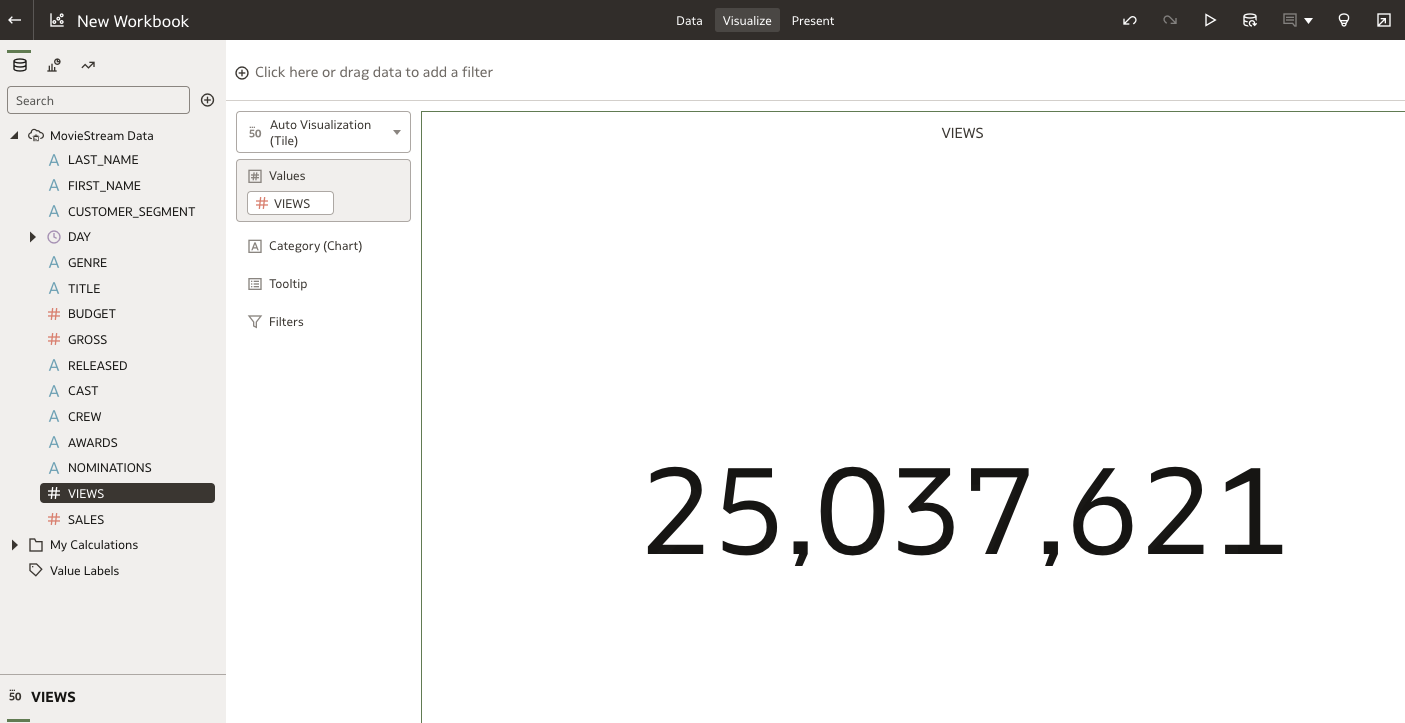 New Workbook
Data
Visualize
Present
Search
MovieStream Data
A LAST_NAME
A FIRST_NAME
A CUSTOMER_SEGMENT
DAY
A GENRE
A TITLE
# BUDGET
# GROSS
A RELEASED
A CAST
A CREW
A AWARDS
A NOMINATIONS
# VIEWS
# SALES
My Calculations
Value Labels
50 VIEWS
Click here or drag data to add a filter
50 Auto Visualization
(Tile)
# Values
# VIEWS
A Category (Chart)
Tooltip
Filters
VIEWS
25,037,621